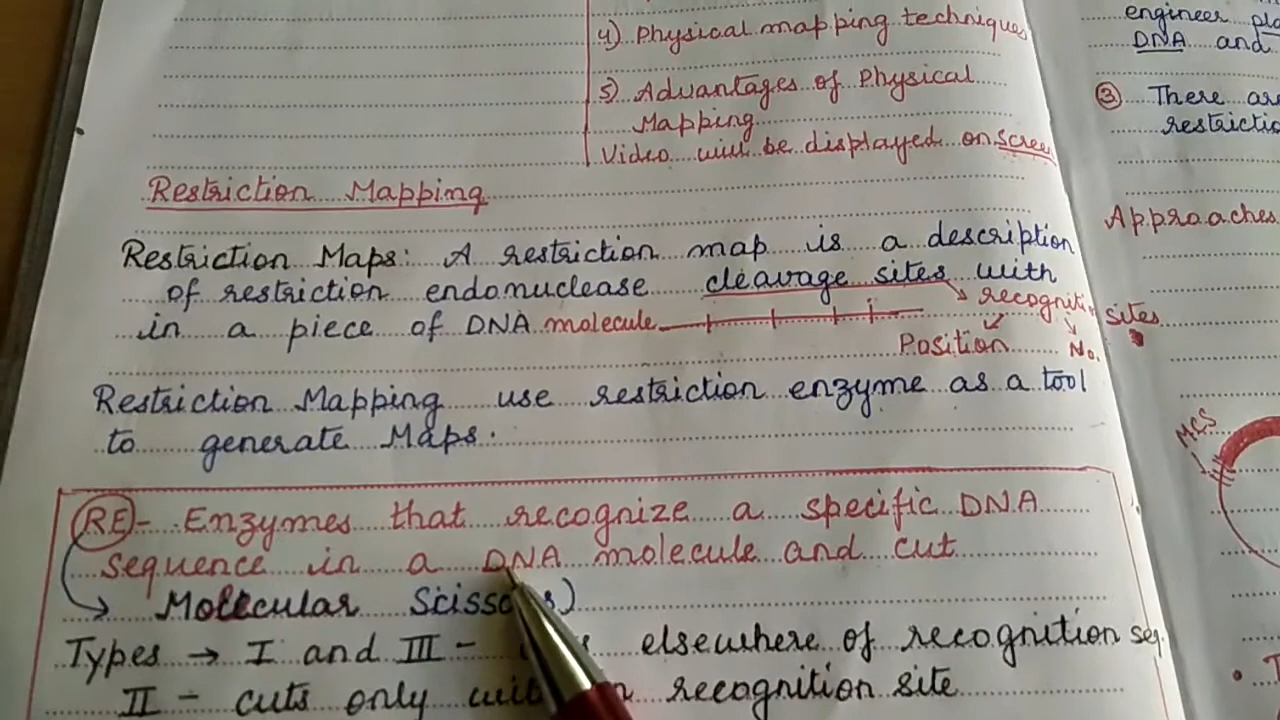 4) Physical mapping techniques
5) Advantages of Physical
Mapping
Video will be displayed on Screen
Restriction Mapping
Restriction Maps: A restriction map is a description
of restriction endonuclease cleavage sites with
in a piece of DNA molecule recognition sites
Position No.
Restriction Mapping use restriction enzyme as a tool
to generate Maps.
RE - Enzymes that recognize a specific DNA
sequence in a DNA molecule and cut
Molecular Scissors)
Types → I and III - elsewhere of recognition seq
II - cuts only within recognition site
engineer
DNA and
③ There are
Approaches
MCS